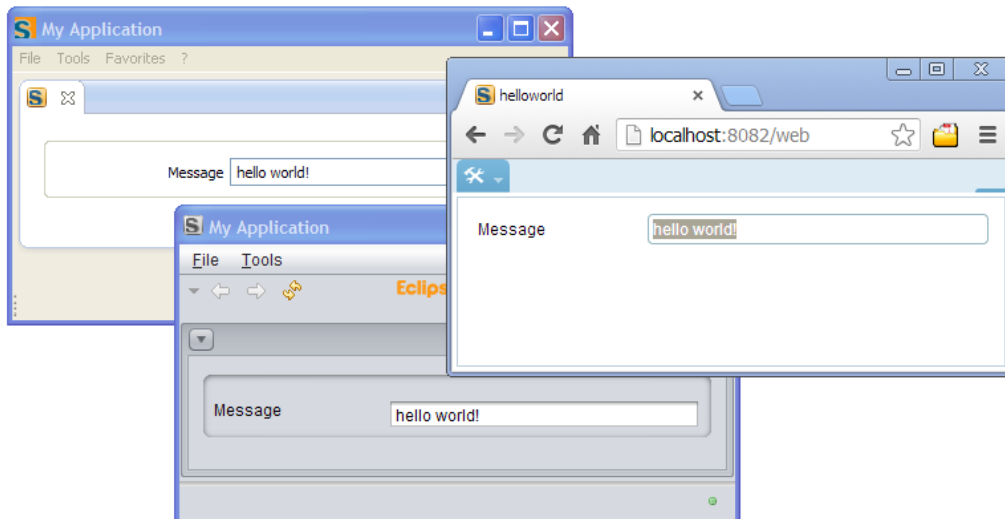 My Application
File Tools Favorites ?
Message hello world!
My Application
File Tools
Eclips
Message hello world!
helloworld
localhost:8082/web
Message hello world!